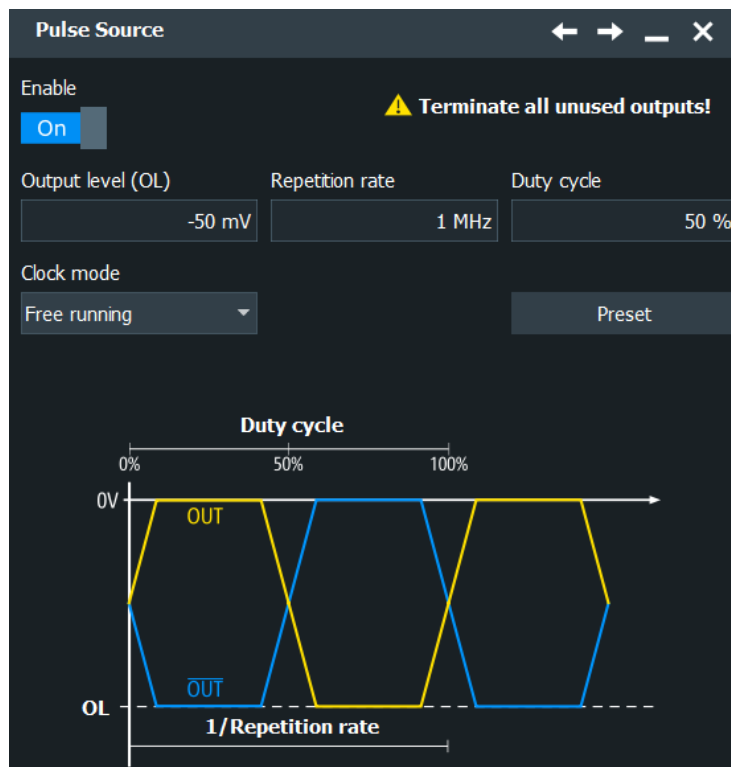 Pulse Source
Enable
On
Terminate all unused outputs!
Output level (OL) Repetition rate Duty cycle
-50 mV 1 MHz 50 %
Clock mode
Free running Preset
Duty cycle
0% 50% 100%
0V
OUT
OUT
OL
1/Repetition rate